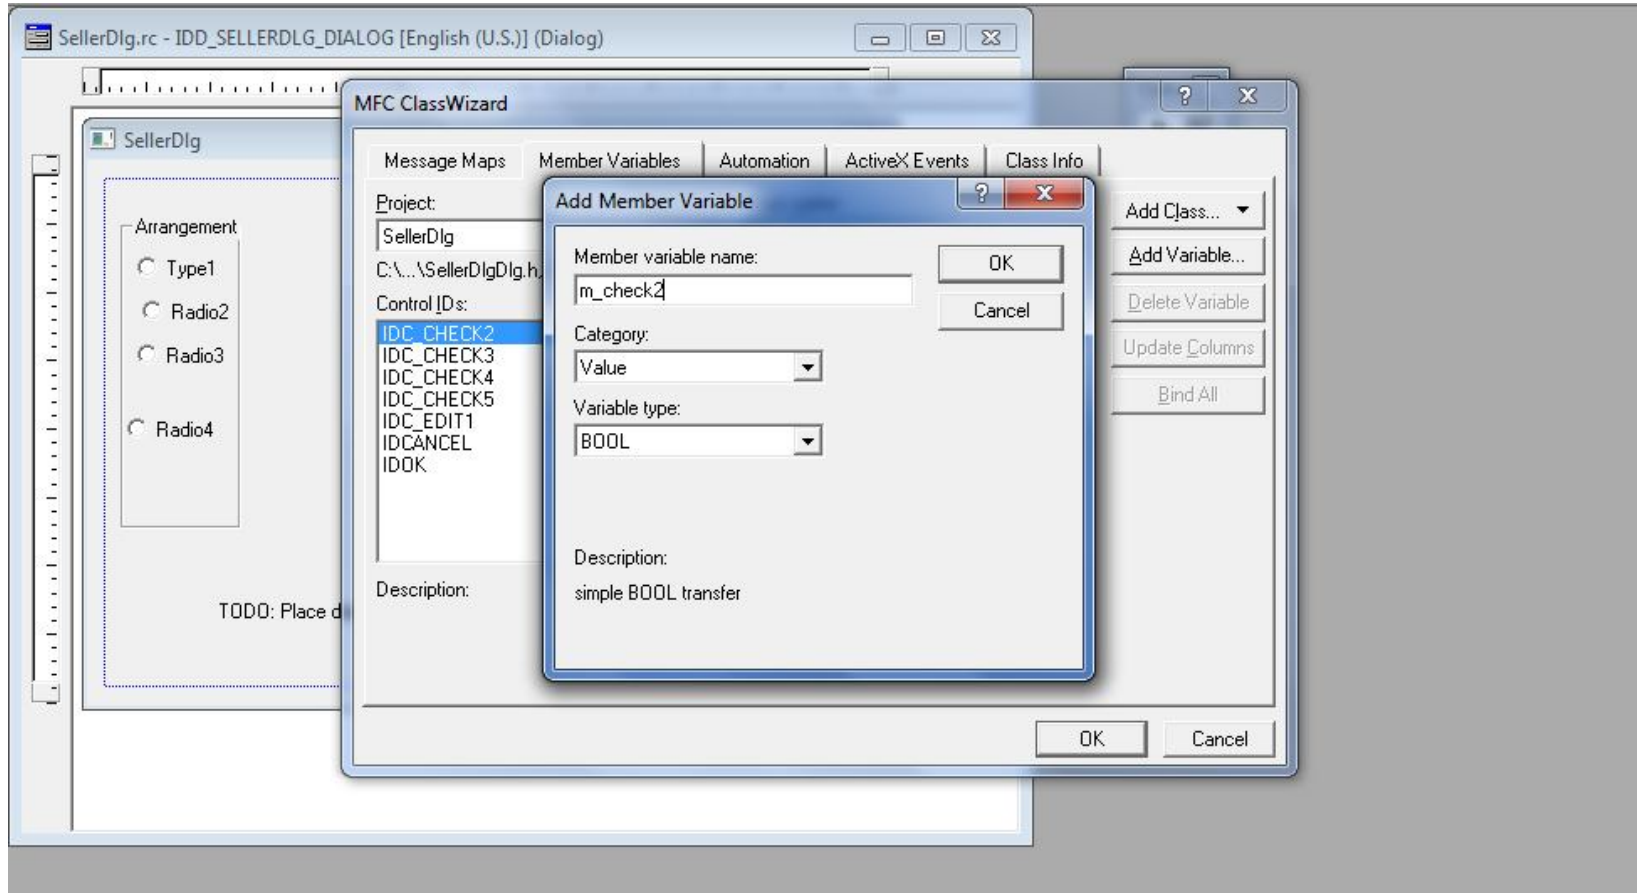 SellerDlg.rc - IDD_SELLERDLG_DIALOG [English (U.S.)] (Dialog)
SellerDlg
Arrangement
Type1
Radio2
Radio3
Radio4
TODO: Place d
MFC ClassWizard
Message Maps
Member Variables
Automation
ActiveX Events
Class Info
Project:
SellerDlg
C:\...\SellerDlgDlg.h,
Control IDs:
IDC_CHECK2
IDC_CHECK3
IDC_CHECK4
IDC_CHECK5
IDC_EDIT1
IDCANCEL
IDOK
Description:
Add Class...
Add Variable...
Delete Variable
Update Columns
Bind All
OK
Cancel
Add Member Variable
Member variable name:
m_check2
Category:
Value
Variable type:
BOOL
Description:
simple BOOL transfer
OK
Cancel